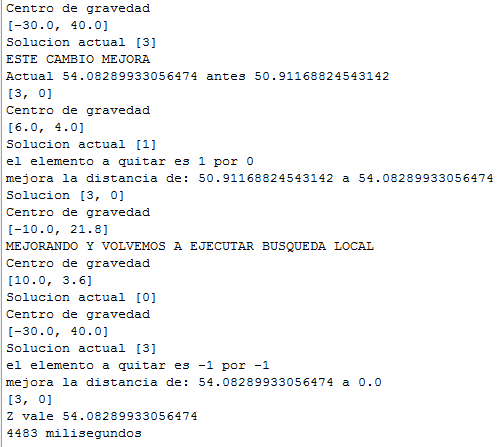 Centro de gravedad
[-30.0, 40.0]
Solucion actual [3]
ESTE CAMBIO MEJORA
Actual 54.08289933056474 antes 50.91168824543142
[3, 0]
Centro de gravedad
[6.0, 4.0]
Solucion actual [1]
el elemento a quitar es 1 por 0
mejora la distancia de: 50.91168824543142 a 54.08289933056474
Solucion [3, 0]
Centro de gravedad
[-10.0, 21.8]
MEJORANDO Y VOLVEMOS A EJECUTAR BUSQUEDA LOCAL
Centro de gravedad
[10.0, 3.6]
Solucion actual [0]
Centro de gravedad
[-30.0, 40.0]
Solucion actual [3]
el elemento a quitar es -1 por -1
mejora la distancia de: 54.08289933056474 a 0.0
[3, 0]
Z vale 54.08289933056474
4483 milisegundos